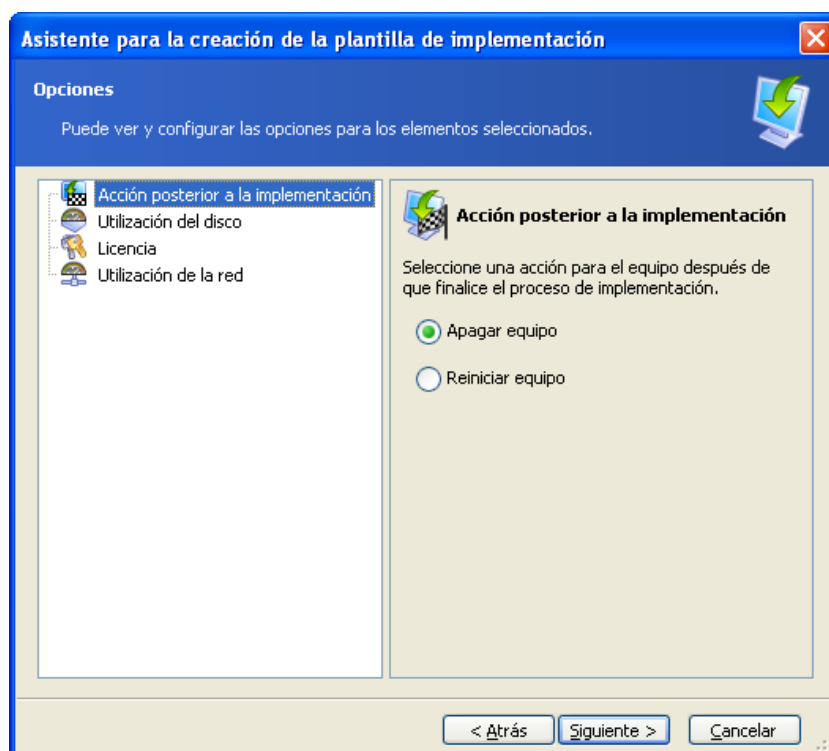 Asistente para la creación de la plantilla de implementación
Opciones
Puede ver y configurar las opciones para los elementos seleccionados.
Acción posterior a la implementación
Utilización del disco
Licencia
Utilización de la red
Acción posterior a la implementación
Seleccione una acción para el equipo después de
que finalice el proceso de implementación.
Apagar equipo
Reiniciar equipo
< Atrás
Siguiente >
Cancelar